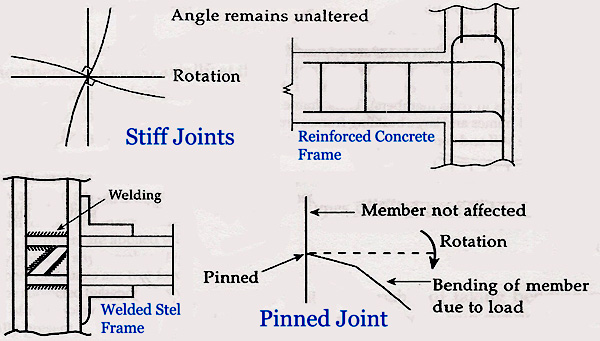 Angle remains unaltered
Rotation
Stiff Joints
Reinforced Concrete
Frame
Welding
Welded Stel
Frame
Member not affected
Rotation
Pinned
Bending of member
due to load
Pinned Joint